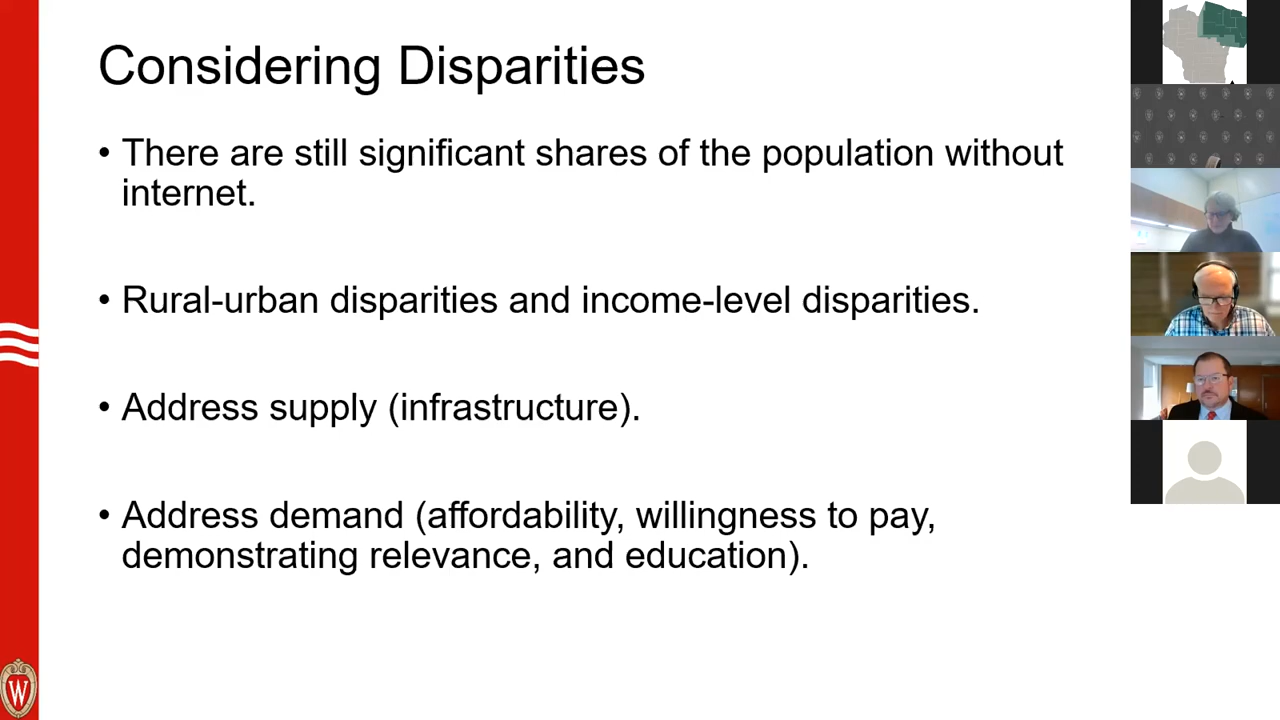 Considering Disparities
• There are still significant shares of the population without
internet.
• Rural-urban disparities and income-level disparities.
• Address supply (infrastructure).
• Address demand (affordability, willingness to pay,
demonstrating relevance, and education).
W